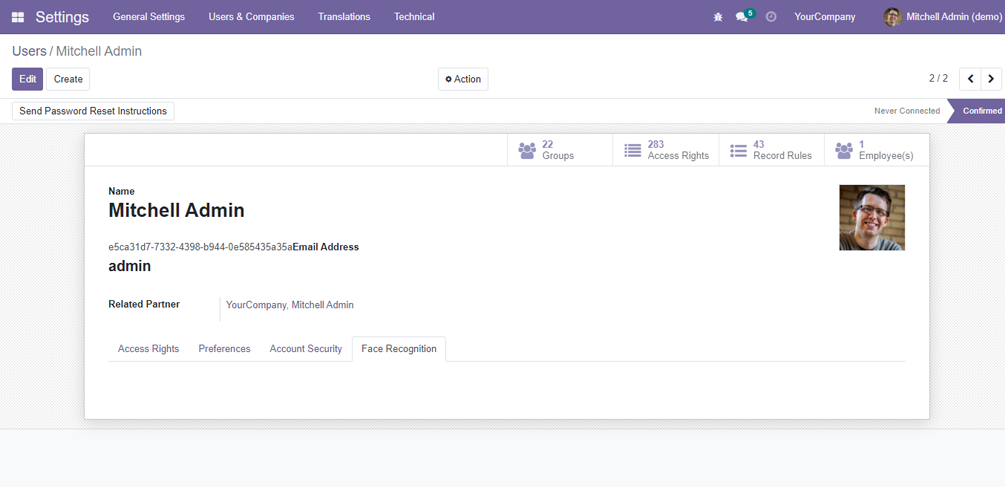 Settings General Settings Users & Companies Translations Technical 5 YourCompany Mitchell Admin (demo)
Users / Mitchell Admin
Edit Create Action 2 / 2
Send Password Reset Instructions Never Connected Confirmed
22 Groups 283 Access Rights 43 Record Rules 1 Employee(s)
Name
Mitchell Admin
e5ca31d7-7332-4398-b944-0e585435a35aEmail Address
admin
Related Partner YourCompany, Mitchell Admin
Access Rights Preferences Account Security Face Recognition